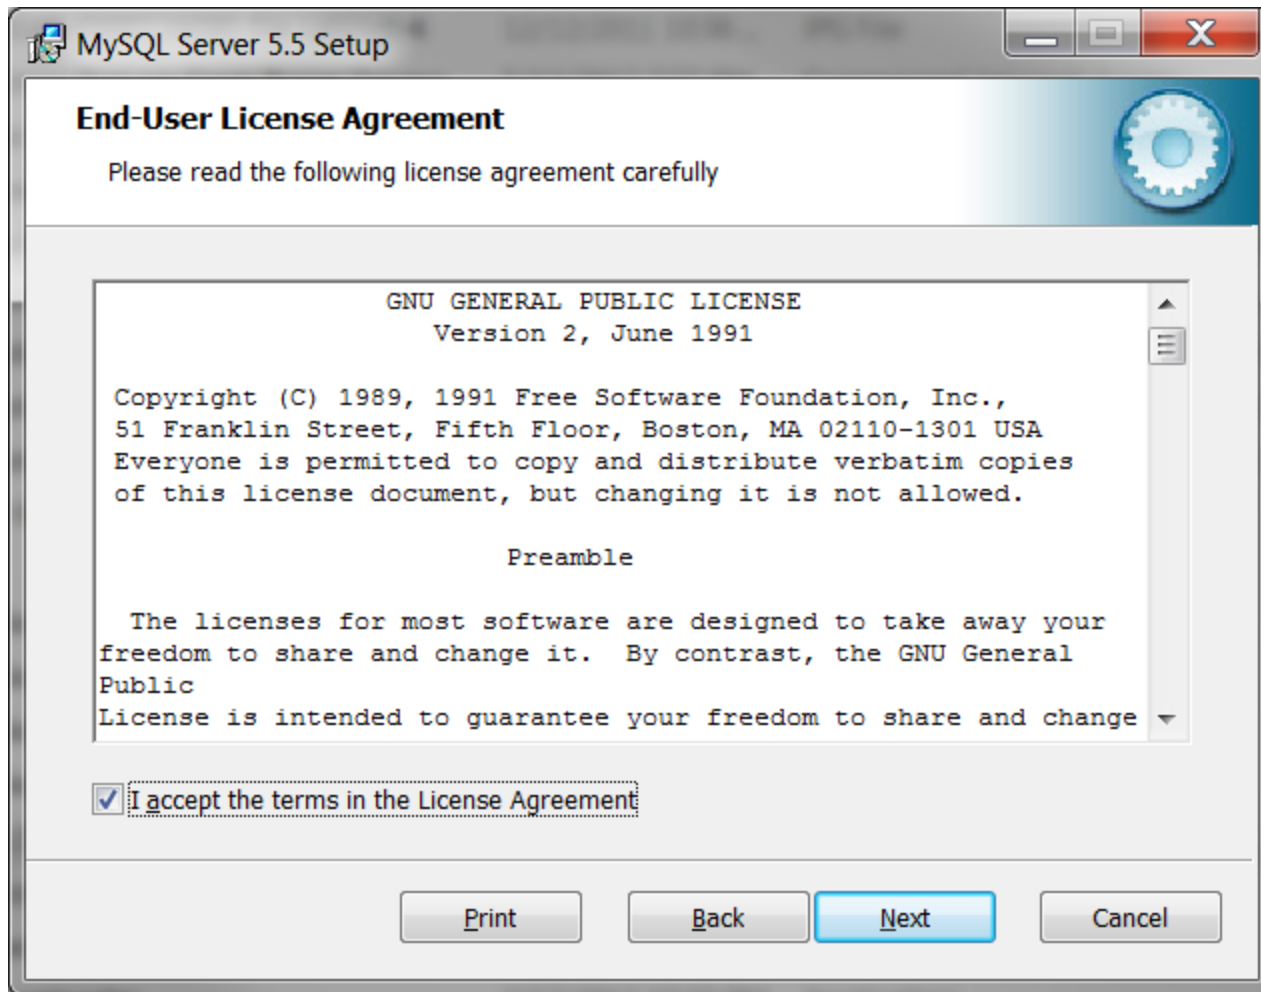 MySQL Server 5.5 Setup
End-User License Agreement
Please read the following license agreement carefully
GNU GENERAL PUBLIC LICENSE
Version 2, June 1991
Copyright (C) 1989, 1991 Free Software Foundation, Inc.,
51 Franklin Street, Fifth Floor, Boston, MA 02110-1301 USA
Everyone is permitted to copy and distribute verbatim copies
of this license document, but changing it is not allowed.
Preamble
The licenses for most software are designed to take away your
freedom to share and change it.  By contrast, the GNU General
Public
License is intended to guarantee your freedom to share and change
I accept the terms in the License Agreement
Print Back Next Cancel